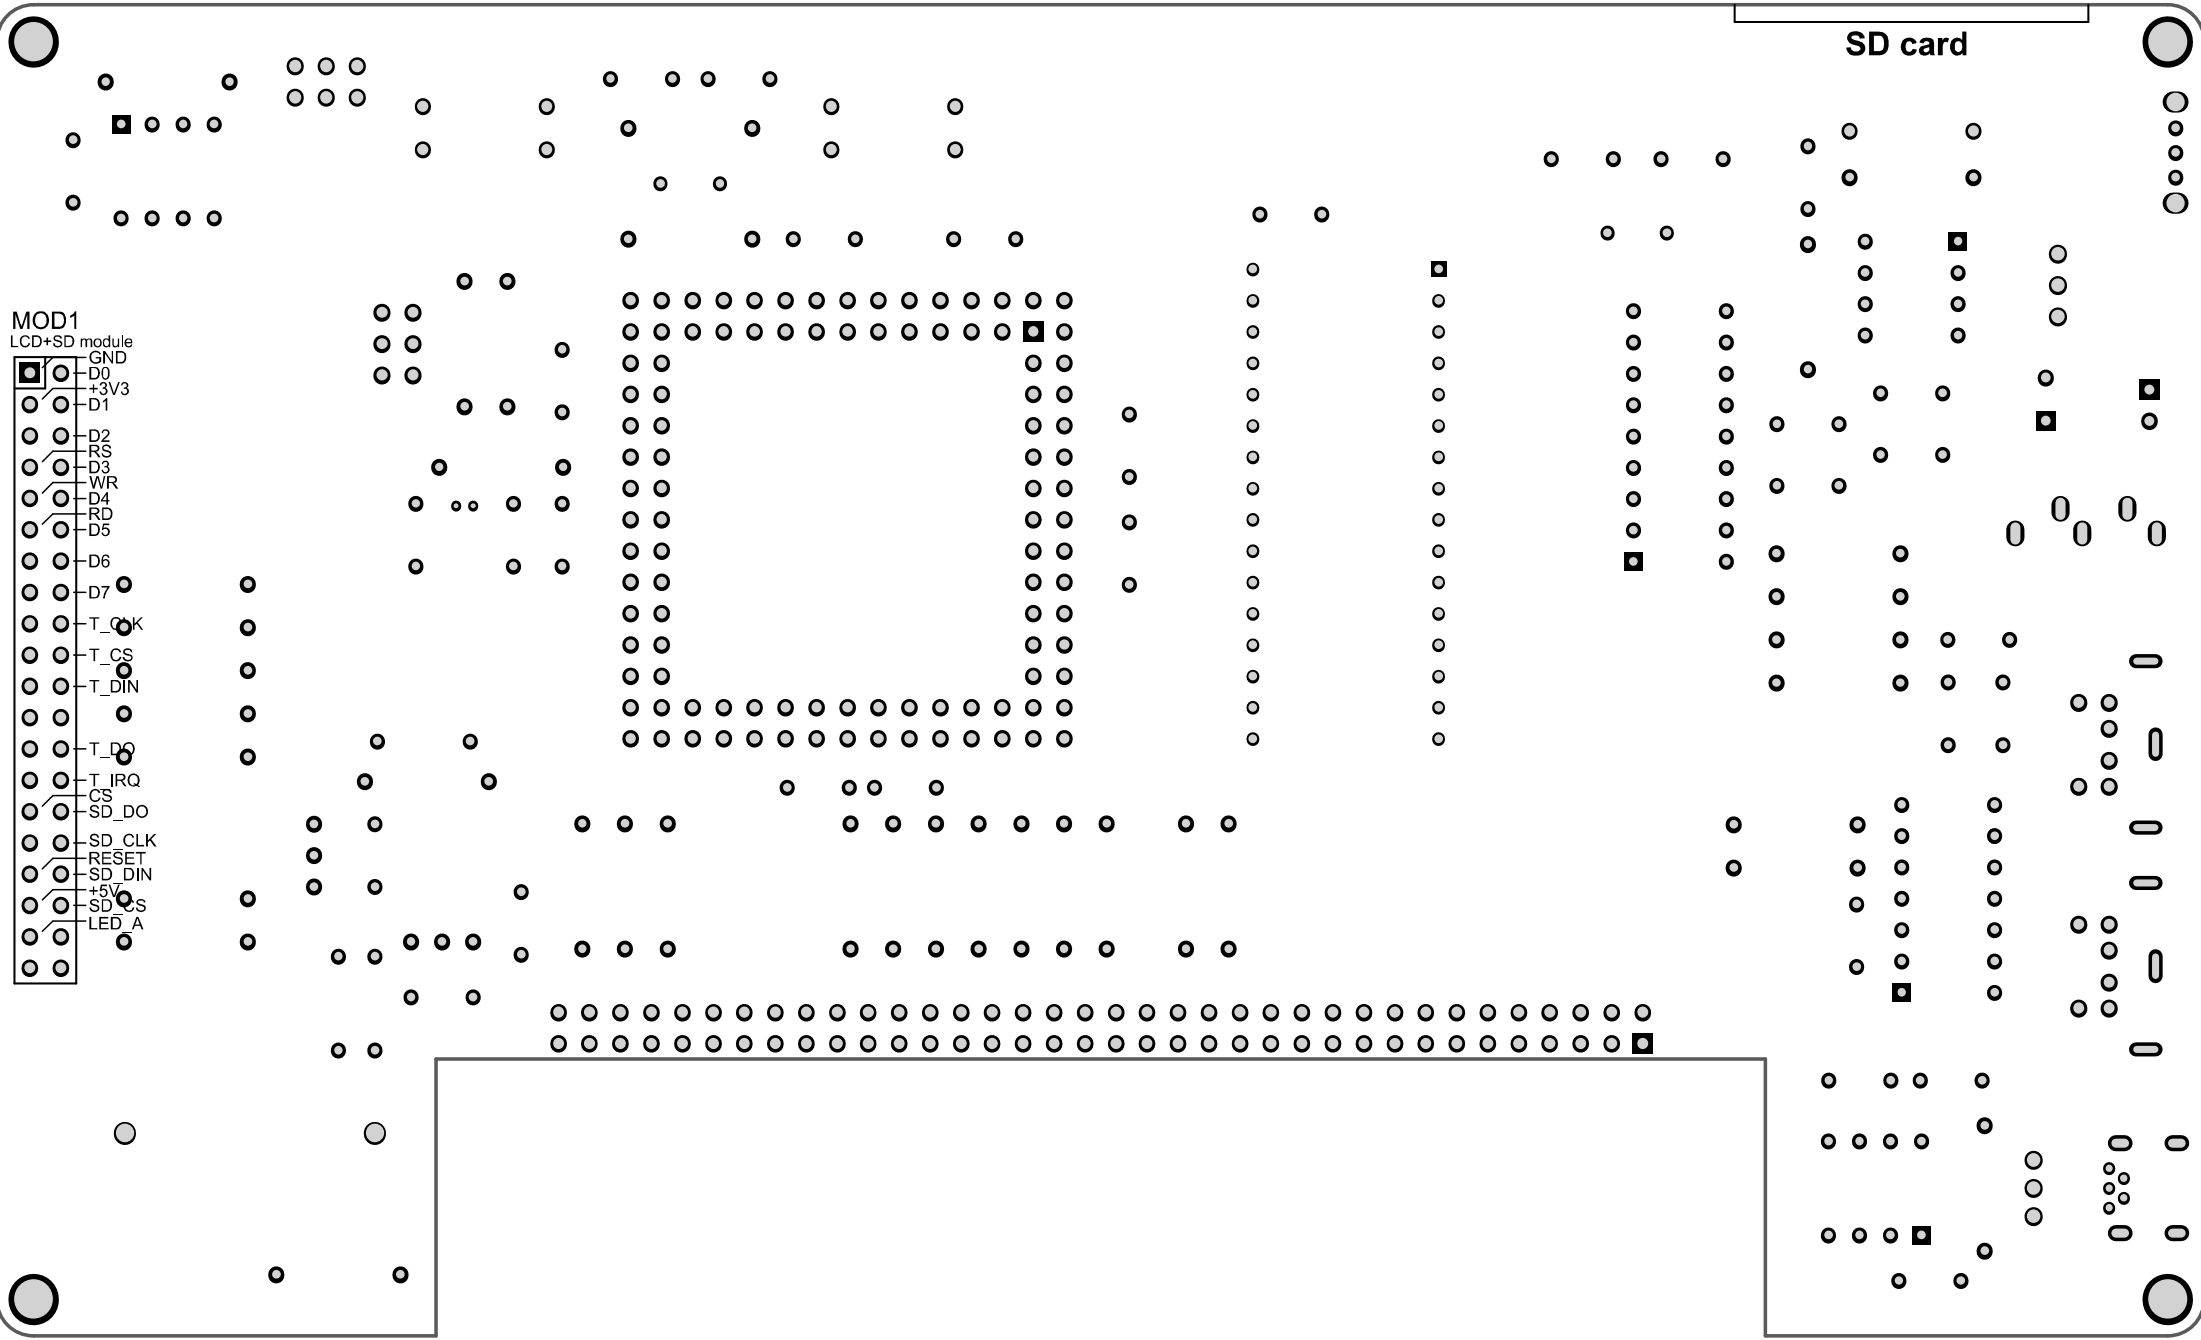 SD card
MOD1
LCD+SD module
GND
D0
+3V3
D1
D2
RS
D3
WR
D4
RD
D5
D6
D7
T_CLK
T_CS
T_DIN
T_DO
T_IRQ
CS
SD_DO
SD_CLK
RESET
SD_DIN
+5V
SD_CS
LED_A